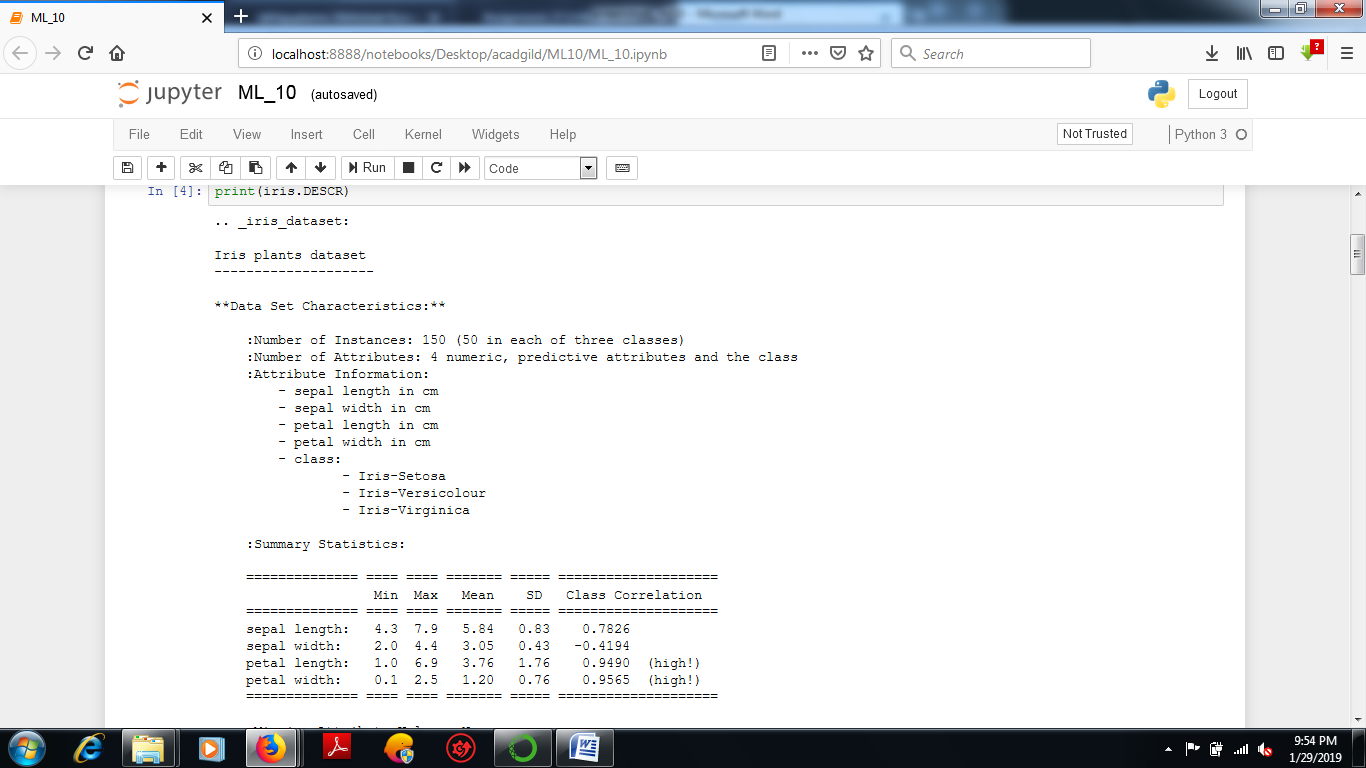 ML_10
Microsoft Word
localhost:8888/notebooks/Desktop/acadgild/ML10/ML_10.ipynb
Search
jupyter ML_10 (autosaved)
Logout
File Edit View Insert Cell Kernel Widgets Help
Not Trusted
Python 3
Run
Code
In [4]: print(iris.DESCR)
.. _iris_dataset:
Iris plants dataset
--------------------
**Data Set Characteristics:**
:Number of Instances: 150 (50 in each of three classes)
:Number of Attributes: 4 numeric, predictive attributes and the class
:Attribute Information:
- sepal length in cm
- sepal width in cm
- petal length in cm
- petal width in cm
- class:
- Iris-Setosa
- Iris-Versicolour
- Iris-Virginica
:Summary Statistics:
============== ==== ==== ======= ===== ====================
Min Max Mean SD Class Correlation
============== ==== ==== ======= ===== ====================
sepal length: 4.3 7.9 5.84 0.83 0.7826
sepal width: 2.0 4.4 3.05 0.43 -0.4194
petal length: 1.0 6.9 3.76 1.76 0.9490 (high!)
petal width: 0.1 2.5 1.20 0.76 0.9565 (high!)
============== ==== ==== ======= ===== ====================
9:54 PM
1/29/2019